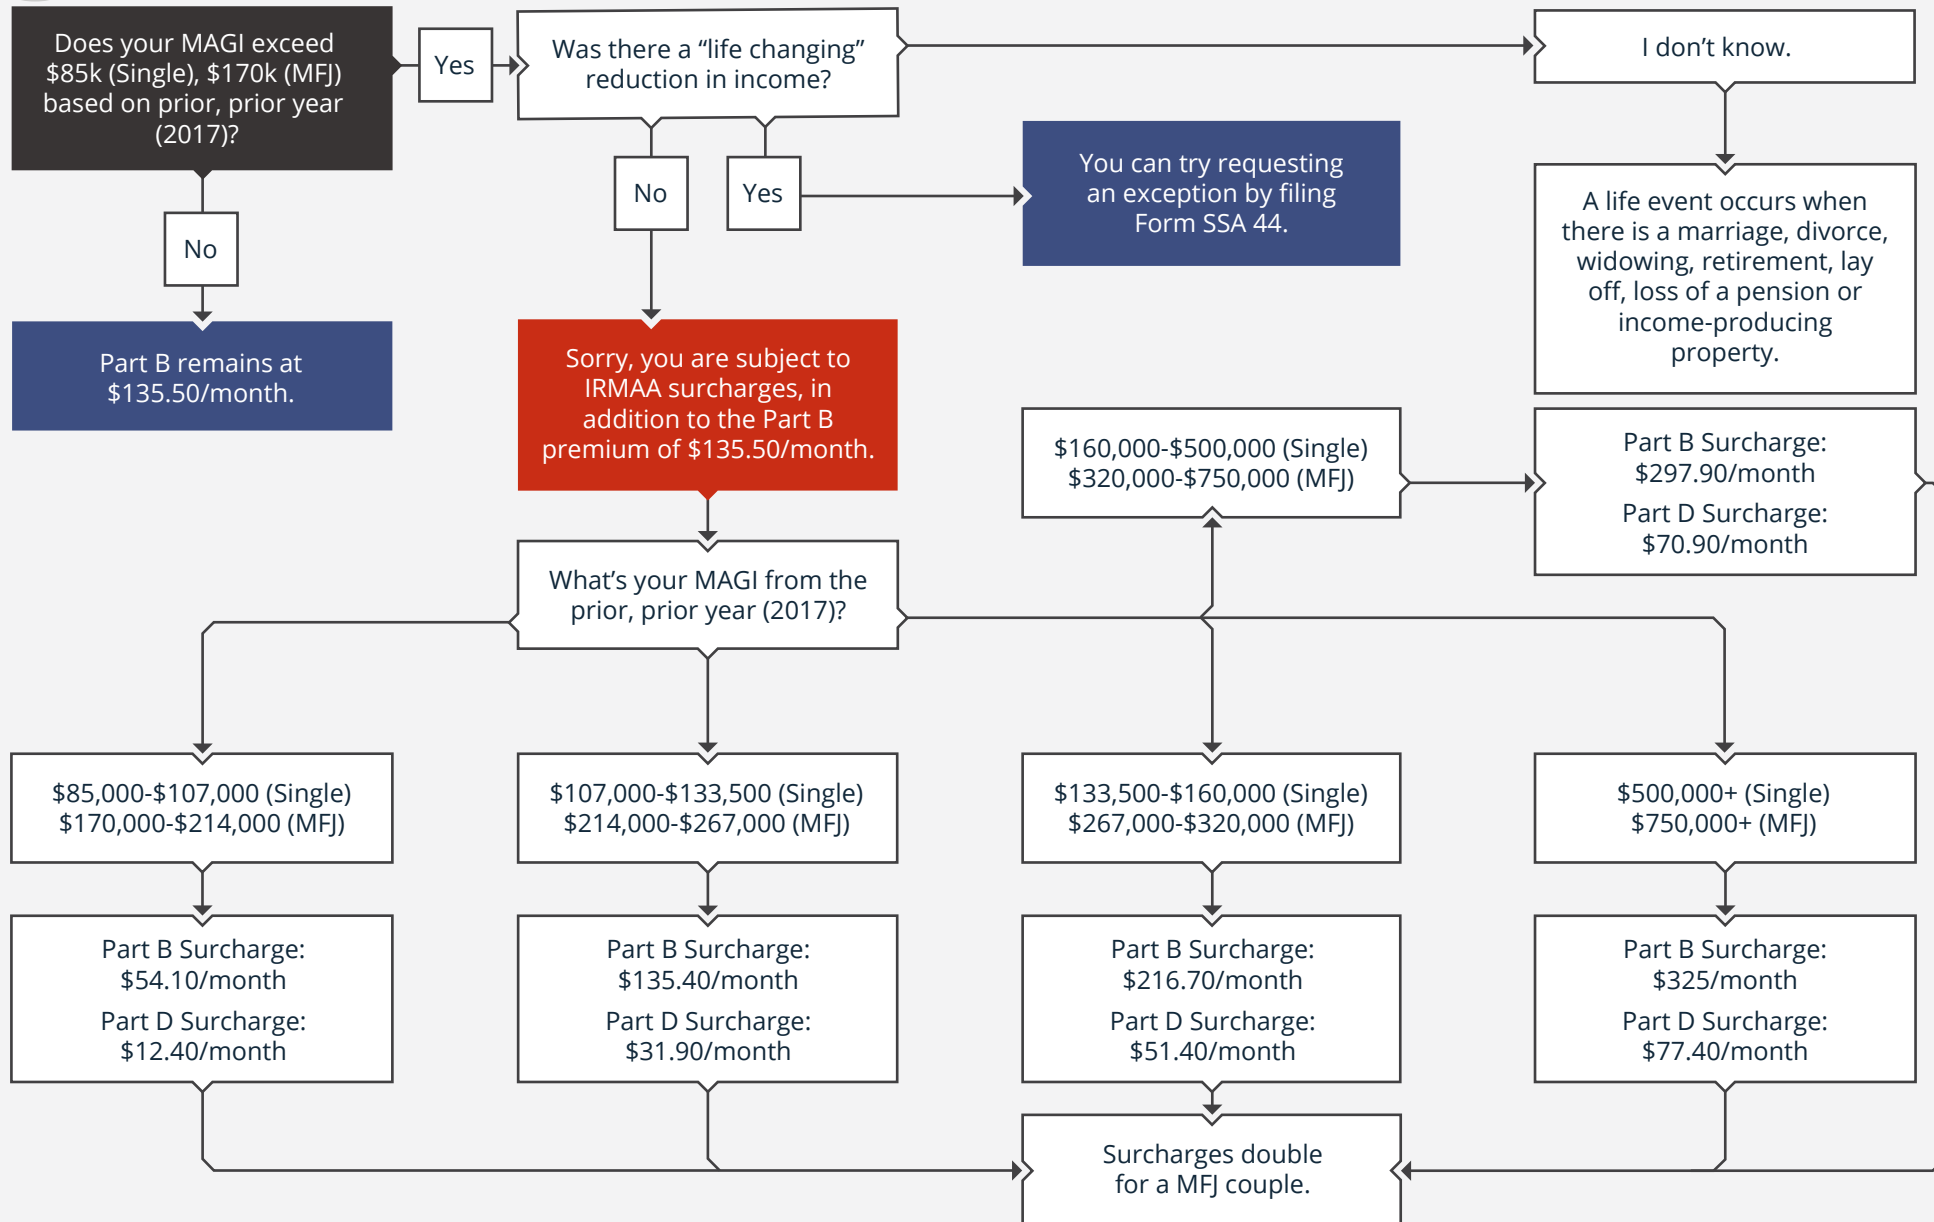 Does your MAGI exceed
$85k (Single), $170k (MFJ)
based on prior, prior year
(2017)?
Yes
Was there a “life changing”
reduction in income?
I don’t know.
No
Part B remains at
$135.50/month.
No
Yes
You can try requesting
an exception by filing
Form SSA 44.
A life event occurs when
there is a marriage, divorce,
widowing, retirement, lay
off, loss of a pension or
income-producing
property.
Sorry, you are subject to
IRMAA surcharges, in
addition to the Part B
premium of $135.50/month.
What’s your MAGI from the
prior, prior year (2017)?
$160,000-$500,000 (Single)
$320,000-$750,000 (MFJ)
Part B Surcharge:
$297.90/month
Part D Surcharge:
$70.90/month
$85,000-$107,000 (Single)
$170,000-$214,000 (MFJ)
$107,000-$133,500 (Single)
$214,000-$267,000 (MFJ)
$133,500-$160,000 (Single)
$267,000-$320,000 (MFJ)
$500,000+ (Single)
$750,000+ (MFJ)
Part B Surcharge:
$54.10/month
Part D Surcharge:
$12.40/month
Part B Surcharge:
$135.40/month
Part D Surcharge:
$31.90/month
Part B Surcharge:
$216.70/month
Part D Surcharge:
$51.40/month
Part B Surcharge:
$325/month
Part D Surcharge:
$77.40/month
Surcharges double
for a MFJ couple.